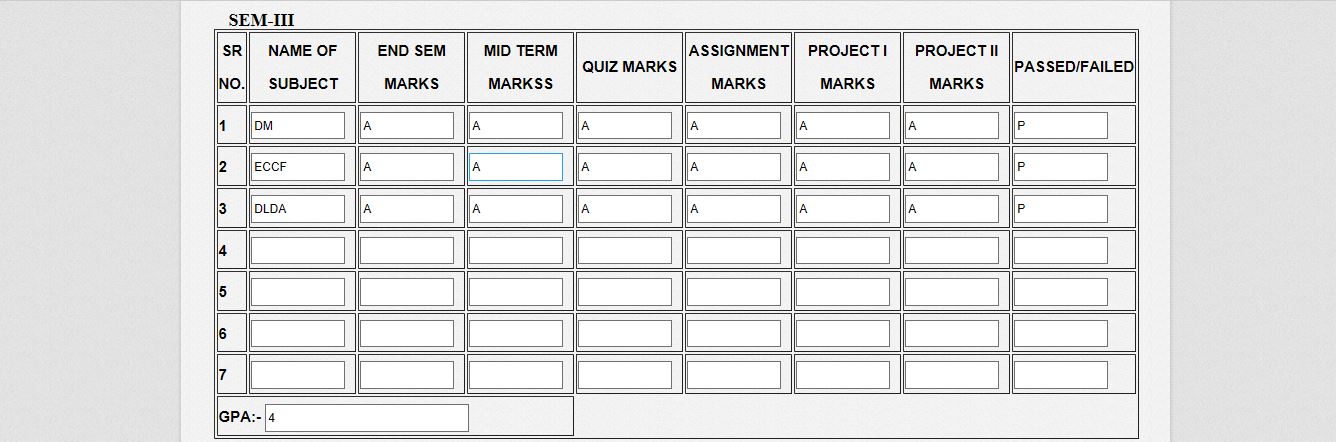 SEM-III
SR NO. NAME OF SUBJECT END SEM MARKS MID TERM MARKSS QUIZ MARKS ASSIGNMENT MARKS PROJECT I MARKS PROJECT II MARKS PASSED/FAILED
1 DM A A A A A A P
2 ECCF A A A A A A P
3 DLDA A A A A A A P
4
5
6
7
GPA:- 4